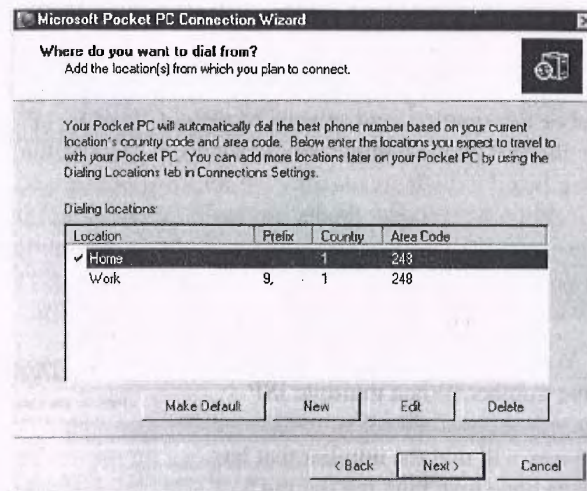 Microsoft Pocket PC Connection Wizard
Where do you want to dial from?
Add the location(s) from which you plan to connect.
Your Pocket PC will automatically dial the best phone number based on your current
location's country code and area code. Below enter the locations you expect to travel to
with your Pocket PC. You can add more locations later on your Pocket PC by using the
Dialing Locations tab in Connections Settings.
Dialing locations:
Location Prefix Country Area Code
✓ Home 1 248
Work 9, 1 248
Make Default New Edit Delete
< Back Next > Cancel